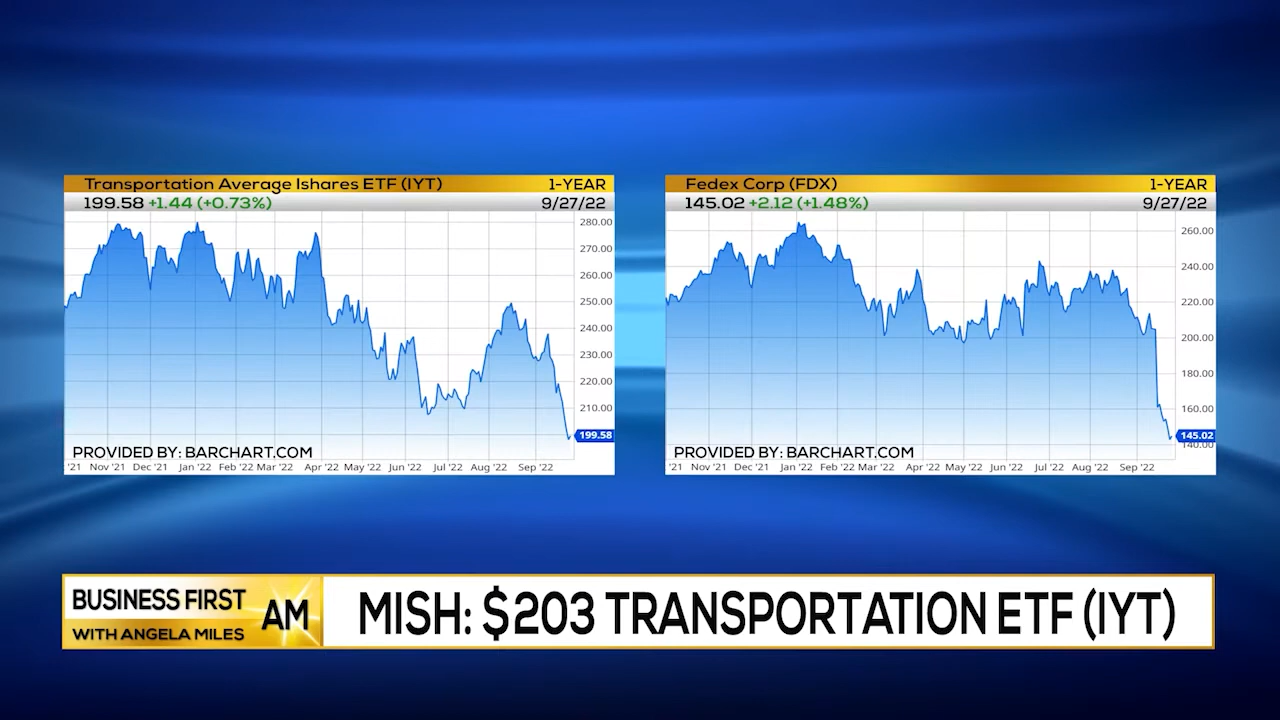 Transportation Average Ishares ETF (IYT) 1-YEAR
199.58 +1.44 (+0.73%) 9/27/22
280.00
270.00
260.00
250.00
240.00
230.00
220.00
210.00
199.58
PROVIDED BY: BARCHART.COM
'21 Nov '21 Dec '21 Jan '22 Feb '22 Mar '22 Apr '22 May '22 Jun '22 Jul '22 Aug '22 Sep '22
Fedex Corp (FDX) 1-YEAR
145.02 +2.12 (+1.48%) 9/27/22
260.00
240.00
220.00
200.00
180.00
160.00
145.02
140.00
PROVIDED BY: BARCHART.COM
'21 Nov '21 Dec '21 Jan '22 Feb '22 Mar '22 Apr '22 May '22 Jun '22 Jul '22 Aug '22 Sep '22
BUSINESS FIRST AM
WITH ANGELA MILES
MISH: $203 TRANSPORTATION ETF (IYT)